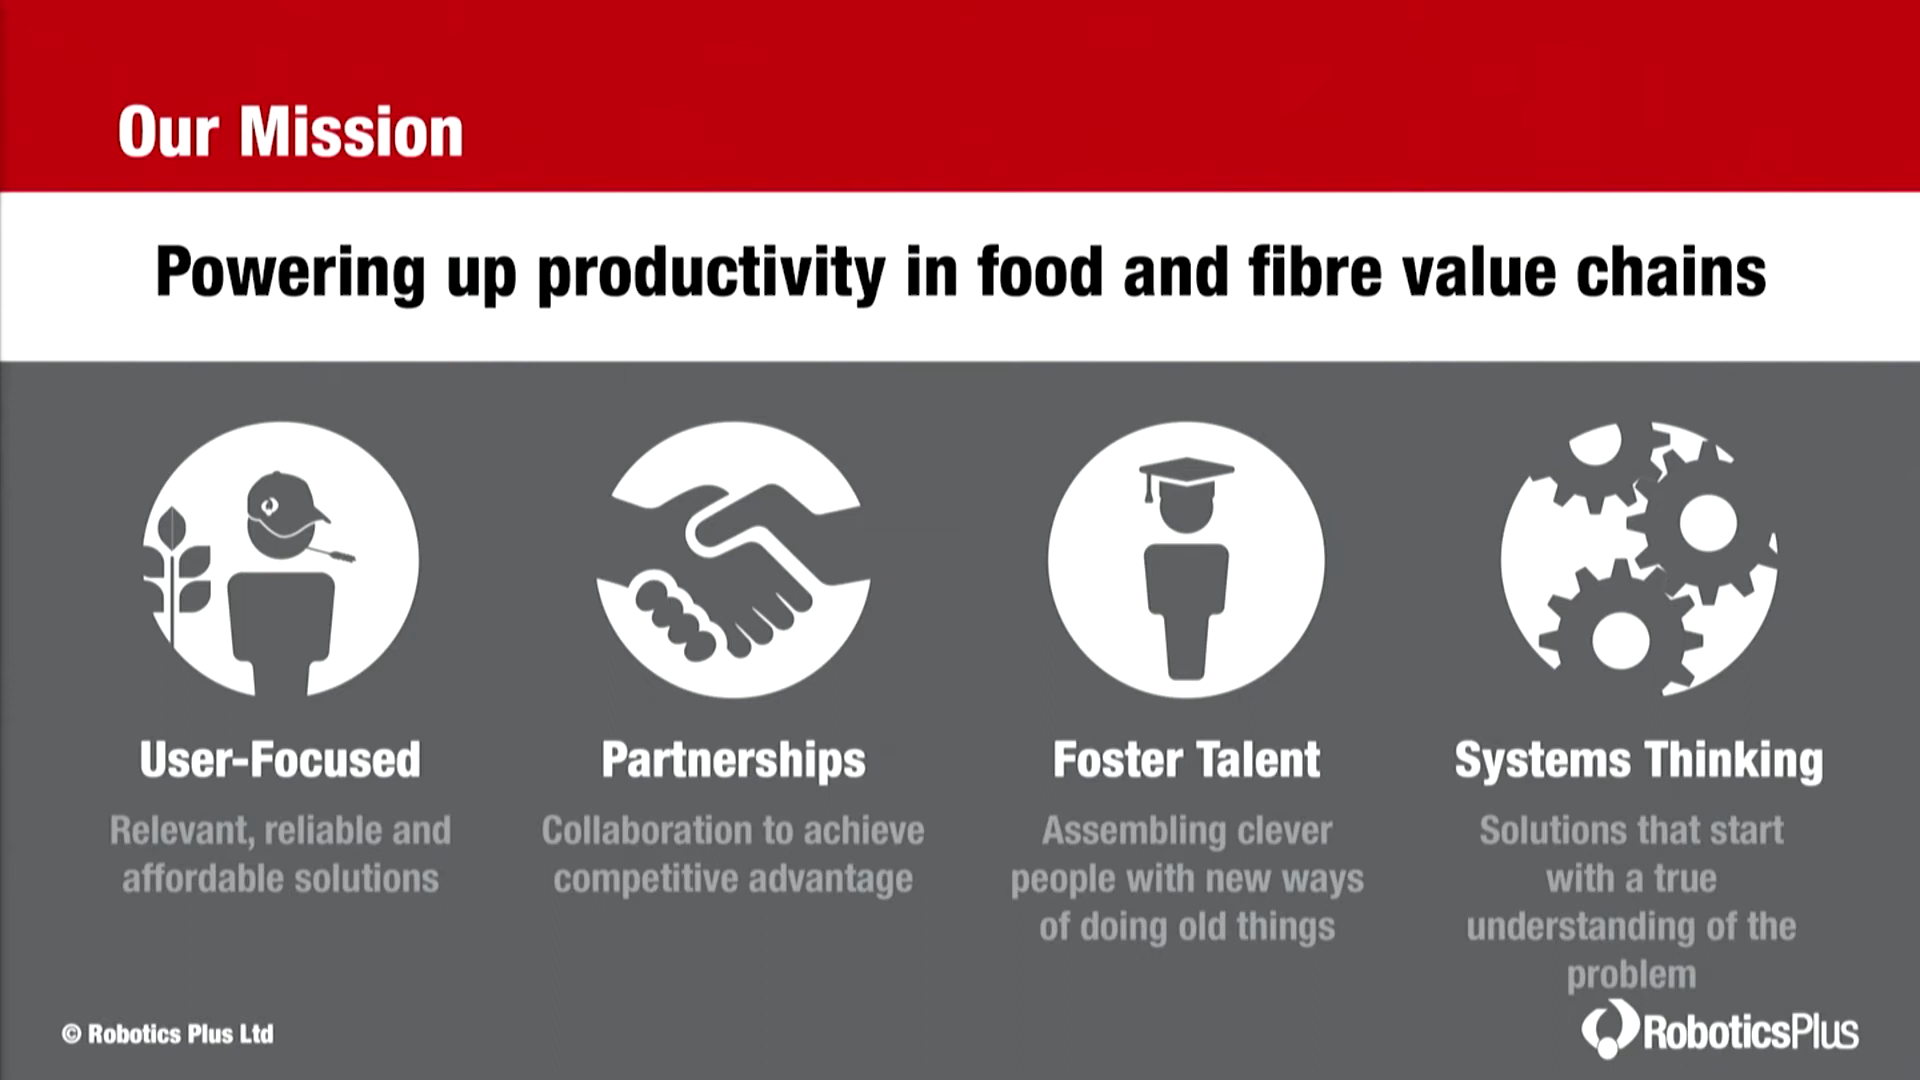 Our Mission
Powering up productivity in food and fibre value chains
User-Focused
Relevant, reliable and
affordable solutions
Partnerships
Collaboration to achieve
competitive advantage
Foster Talent
Assembling clever
people with new ways
of doing old things
Systems Thinking
Solutions that start
with a true
understanding of the
problem
© Robotics Plus Ltd
RoboticsPlus